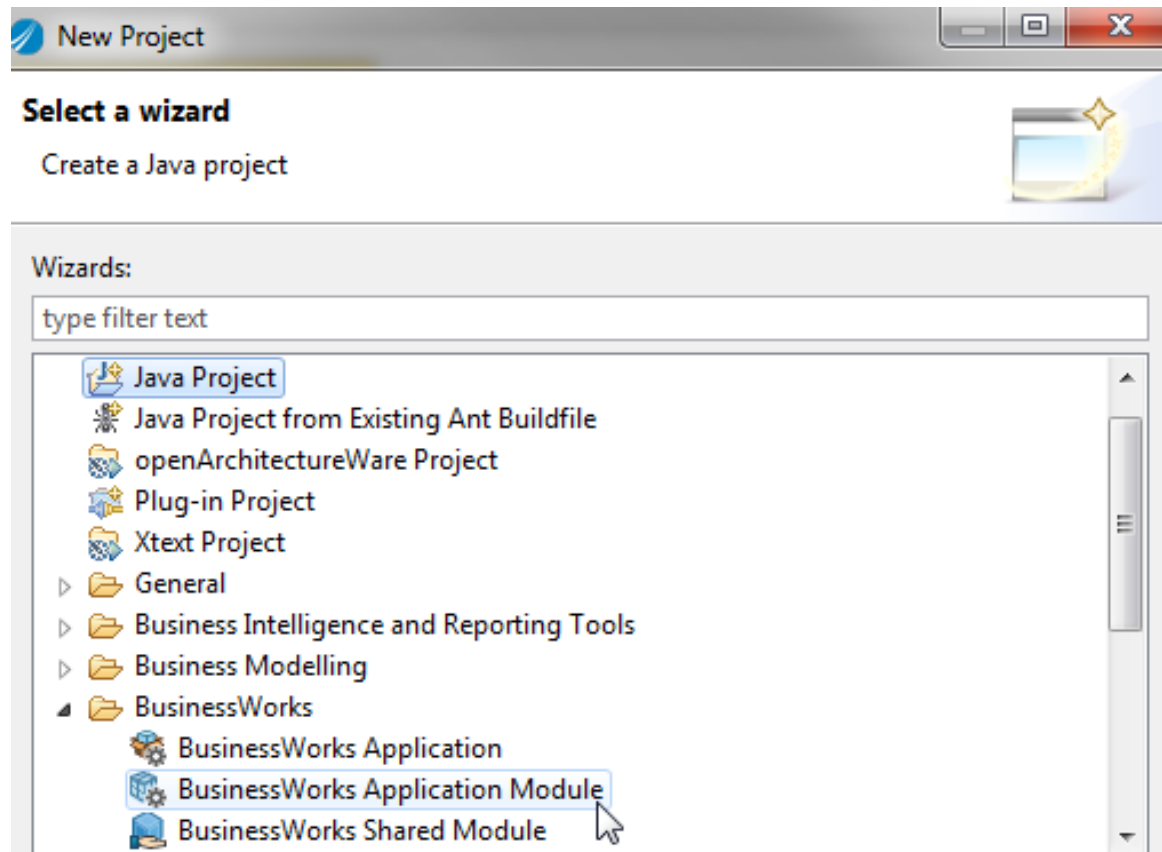 New Project
Select a wizard
Create a Java project
Wizards:
type filter text
Java Project
Java Project from Existing Ant Buildfile
openArchitectureWare Project
Plug-in Project
Xtext Project
General
Business Intelligence and Reporting Tools
Business Modelling
BusinessWorks
BusinessWorks Application
BusinessWorks Application Module
BusinessWorks Shared Module